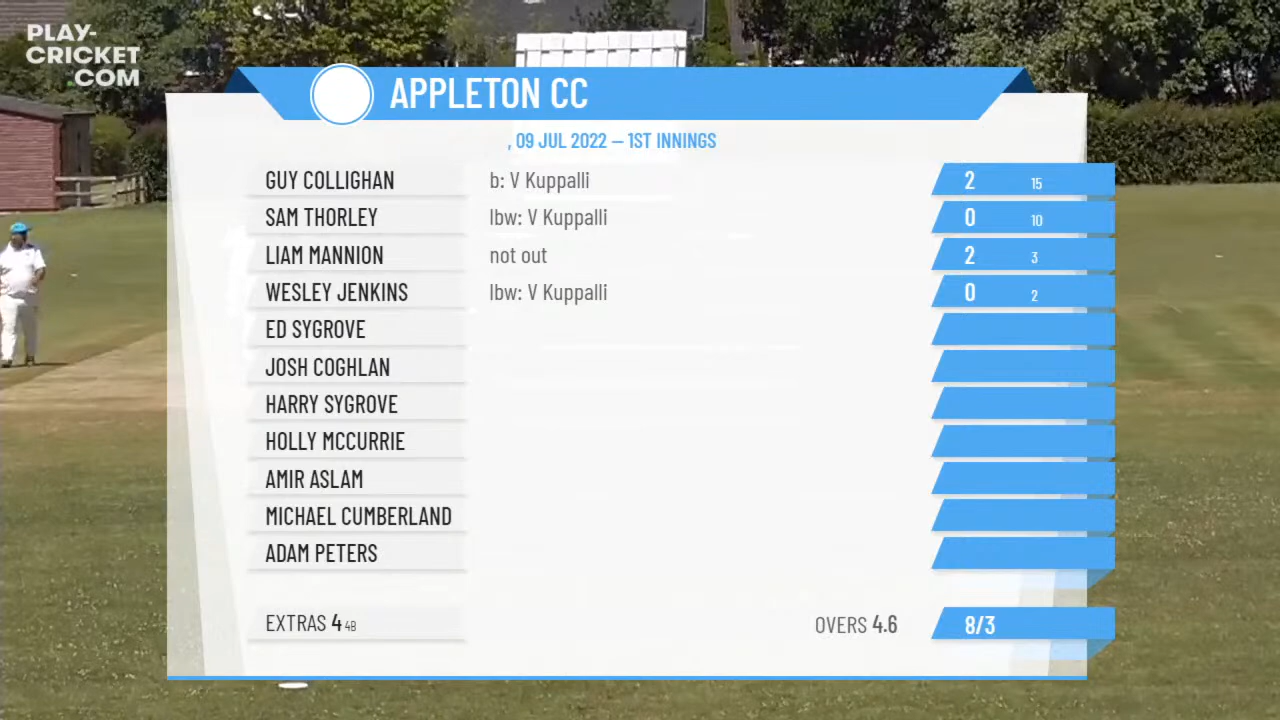 PLAY-
CRICKET
.COM
APPLETON CC
, 09 JUL 2022 – 1ST INNINGS
GUY COLLIGHAN b: V Kuppalli 2 15
SAM THORLEY lbw: V Kuppalli 0 10
LIAM MANNION not out 2 3
WESLEY JENKINS lbw: V Kuppalli 0 2
ED SYGROVE
JOSH COGHLAN
HARRY SYGROVE
HOLLY MCCURRIE
AMIR ASLAM
MICHAEL CUMBERLAND
ADAM PETERS
EXTRAS 4 4B OVERS 4.6 8/3